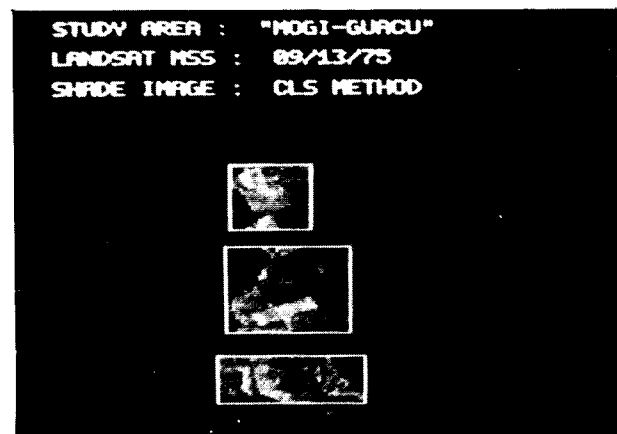 STUDY AREA : "MOGI-GUACU"
LANDSAT MSS : 09/13/75
SHADE IMAGE : CLS METHOD